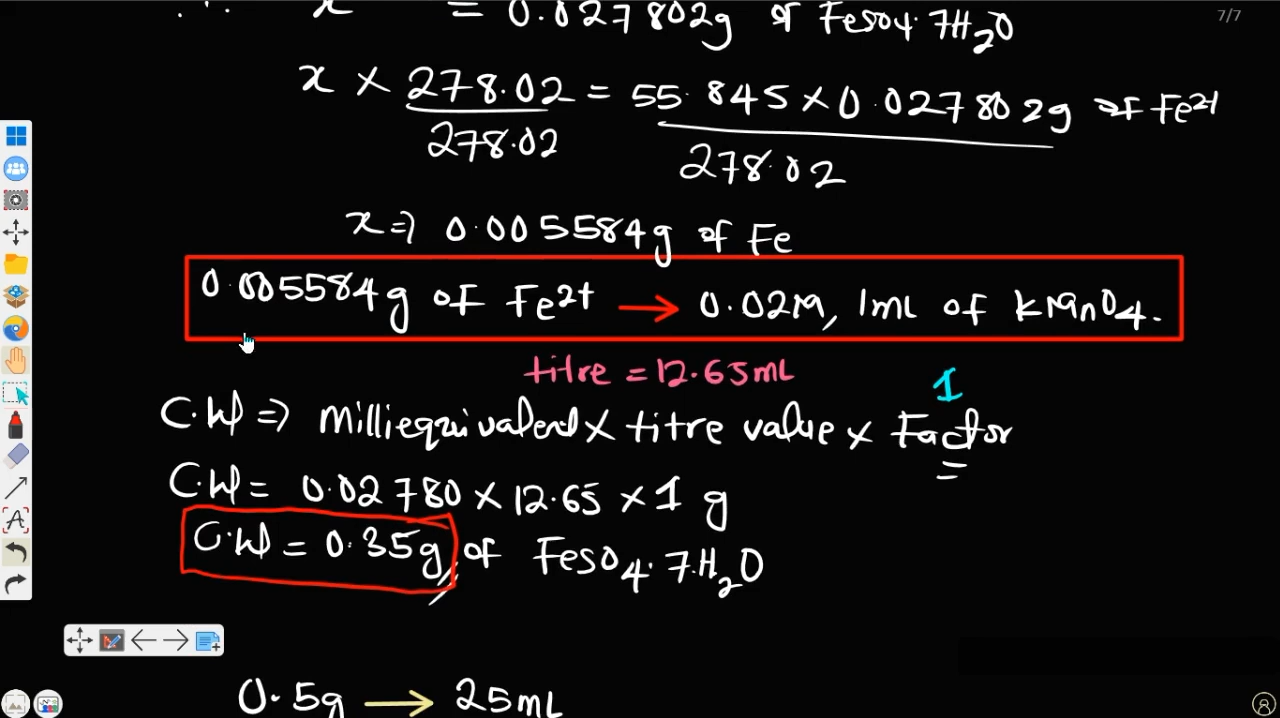 7/7
∴ x = 0.027802g of FeSO4.7H2O
x × 278.02 / 278.02 = 55.845 × 0.027802g of Fe2+ / 278.02
x => 0.005584g of Fe
0.005584g of Fe2+ → 0.02M, 1mL of KMnO4.
titre = 12.65mL
1
C.W => Milliequivalent × titre value × Factor
C.W = 0.02780 × 12.65 × 1 g
C.W = 0.35g of FeSO4.7H2O
0.5g → 25mL